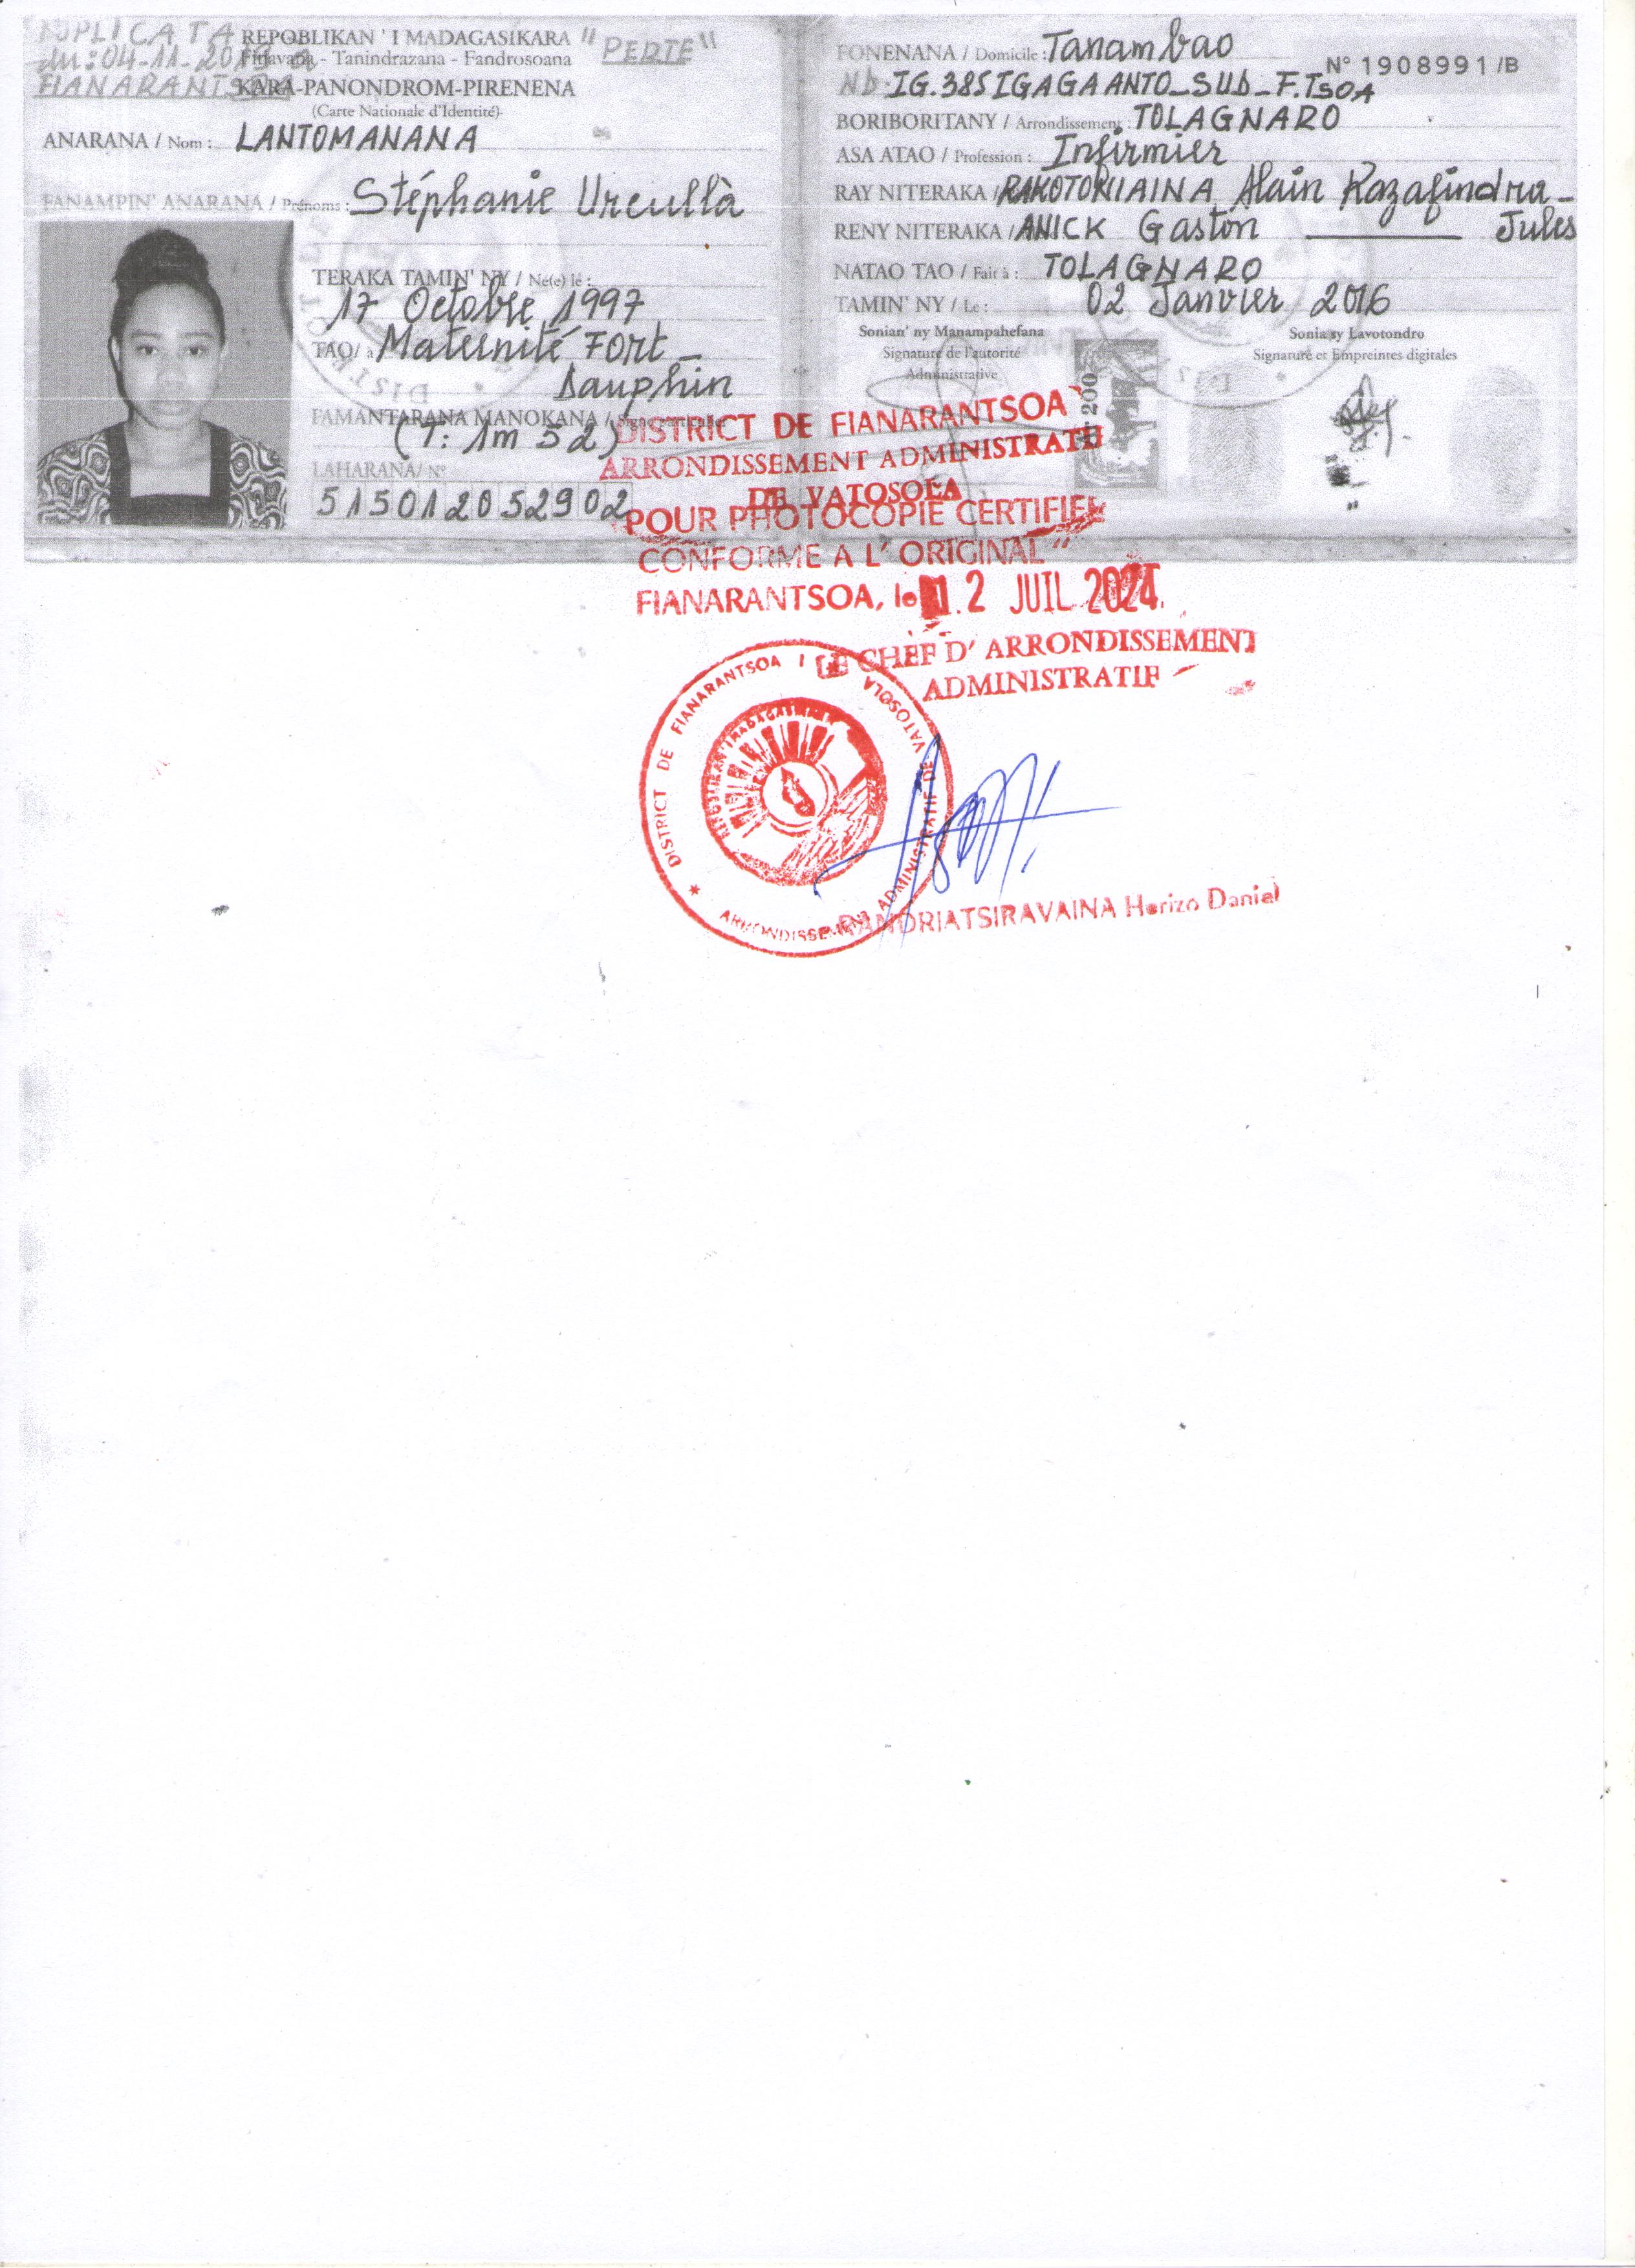 DUPLICATA
du : 04-11-20
FIANARANTSOA
REPOBLIKAN ' I MADAGASIKARA
" PERTE "
Fitiavana - Tanindrazana - Fandrosoana
KARA-PANONDROM-PIRENENA
(Carte Nationale d'Identité)
ANARANA / Nom : LANTOMANANA
FANAMPIN' ANARANA / Prénoms : Stéphanie Urcullà
TERAKA TAMIN' NY / Né(e) lé :
17 Octobre 1997
TAO/ à Maternité Fort -
Dauphin
FAMANTARANA MANOKANA /
(T: 1m 52)
LAHARANA/ N°
515012052902
FONENANA / Domicile : Tanambao
N° 1908991/B
ND IG.385 IGAGAANTO_SUD_F.TSOA
BORIBORITANY / Arrondissement : TOLAGNARO
ASA ATAO / Profession : Infirmier
RAY NITERAKA / RAKOTONIAINA Alain Razafindra-
RENY NITERAKA / ANICK Gaston Jules
NATAO TAO / Fait à : TOLAGNARO
TAMIN' NY / Le : 02 Janvier 2016
Sonian' ny Manampahefana
Signature de l'autorité
Administrative
Sonia sy Lavotondro
Signature et Empreintes digitales
200
DISTRICT DE FIANARANTSOA I
ARRONDISSEMENT ADMINISTRATIF
DE VATOSOLA
POUR PHOTOCOPIE CERTIFIEE
CONFORME A L' ORIGINAL "
FIANARANTSOA, le 12 JUIL 2024
LE CHEF D' ARRONDISSEMENT
ADMINISTRATIF
DISTRICT DE FIANARANTSOA I
ARRONDISSEMENT ADMINISTRATIF DE VATOSOLA
RANDRIATSIRAVAINA Herizo Daniel